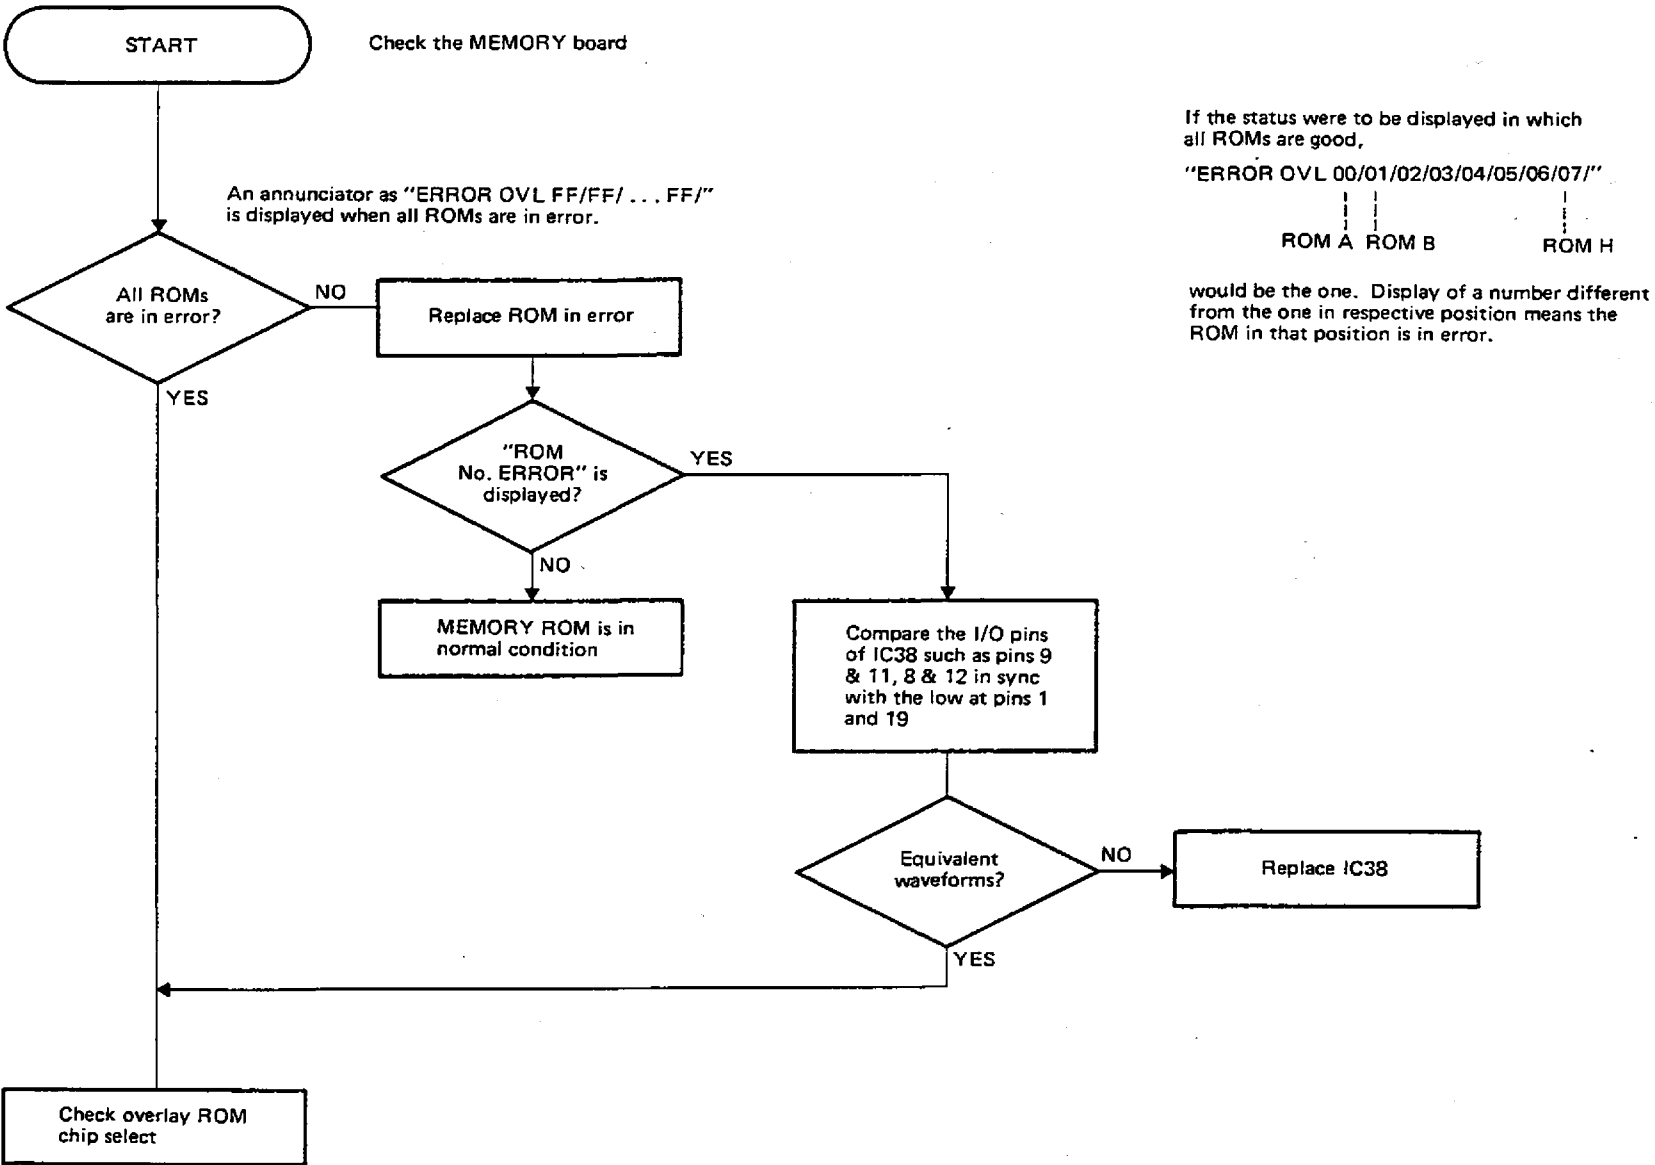 START
Check the MEMORY board
If the status were to be displayed in which
all ROMs are good,
"ERROR OVL 00/01/02/03/04/05/06/07/"
ROM A ROM B ROM H
would be the one. Display of a number different
from the one in respective position means the
ROM in that position is in error.
An annunciator as "ERROR OVL FF/FF/ ... FF/"
is displayed when all ROMs are in error.
All ROMs
are in error?
NO
YES
Replace ROM in error
"ROM
No. ERROR" is
displayed?
YES
NO
MEMORY ROM is in
normal condition
Compare the I/O pins
of IC38 such as pins 9
& 11, 8 & 12 in sync
with the low at pins 1
and 19
Equivalent
waveforms?
NO
Replace IC38
YES
Check overlay ROM
chip select